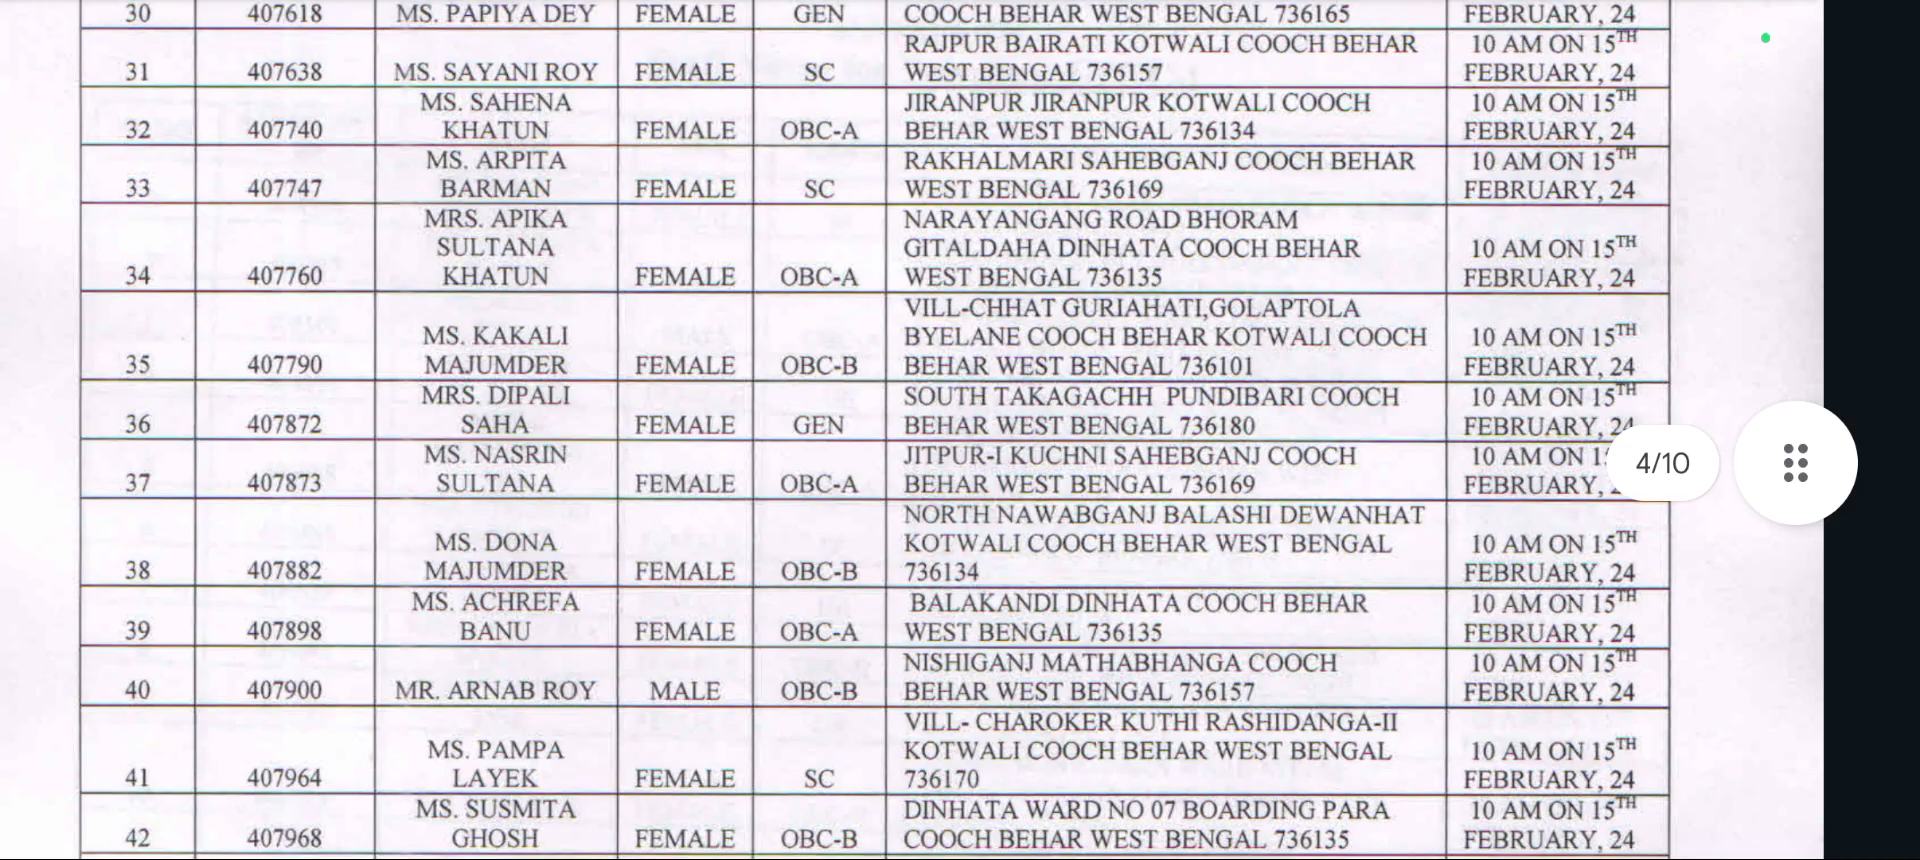 30 407618 MS. PAPIYA DEY FEMALE GEN COOCH BEHAR WEST BENGAL 736165 FEBRUARY, 24
RAJPUR BAIRATI KOTWALI COOCH BEHAR 10 AM ON 15TH
31 407638 MS. SAYANI ROY FEMALE SC WEST BENGAL 736157 FEBRUARY, 24
MS. SAHENA JIRANPUR JIRANPUR KOTWALI COOCH 10 AM ON 15TH
32 407740 KHATUN FEMALE OBC-A BEHAR WEST BENGAL 736134 FEBRUARY, 24
MS. ARPITA RAKHALMARI SAHEBGANJ COOCH BEHAR 10 AM ON 15TH
33 407747 BARMAN FEMALE SC WEST BENGAL 736169 FEBRUARY, 24
MRS. APIKA NARAYANGANG ROAD BHORAM
SULTANA GITALDAHA DINHATA COOCH BEHAR 10 AM ON 15TH
34 407760 KHATUN FEMALE OBC-A WEST BENGAL 736135 FEBRUARY, 24
VILL-CHHAT GURIAHATI,GOLAPTOLA
MS. KAKALI BYELANE COOCH BEHAR KOTWALI COOCH 10 AM ON 15TH
35 407790 MAJUMDER FEMALE OBC-B BEHAR WEST BENGAL 736101 FEBRUARY, 24
MRS. DIPALI SOUTH TAKAGACHH PUNDIBARI COOCH 10 AM ON 15TH
36 407872 SAHA FEMALE GEN BEHAR WEST BENGAL 736180 FEBRUARY, 24
MS. NASRIN JITPUR-I KUCHNI SAHEBGANJ COOCH 10 AM ON 4/10
37 407873 SULTANA FEMALE OBC-A BEHAR WEST BENGAL 736169 FEBRUARY,
NORTH NAWABGANJ BALASHI DEWANHAT
MS. DONA KOTWALI COOCH BEHAR WEST BENGAL 10 AM ON 15TH
38 407882 MAJUMDER FEMALE OBC-B 736134 FEBRUARY, 24
MS. ACHREFA BALAKANDI DINHATA COOCH BEHAR 10 AM ON 15TH
39 407898 BANU FEMALE OBC-A WEST BENGAL 736135 FEBRUARY, 24
NISHIGANJ MATHABHANGA COOCH 10 AM ON 15TH
40 407900 MR. ARNAB ROY MALE OBC-B BEHAR WEST BENGAL 736157 FEBRUARY, 24
VILL- CHAROKER KUTHI RASHIDANGA-II
MS. PAMPA KOTWALI COOCH BEHAR WEST BENGAL 10 AM ON 15TH
41 407964 LAYEK FEMALE SC 736170 FEBRUARY, 24
MS. SUSMITA DINHATA WARD NO 07 BOARDING PARA 10 AM ON 15TH
42 407968 GHOSH FEMALE OBC-B COOCH BEHAR WEST BENGAL 736135 FEBRUARY, 24